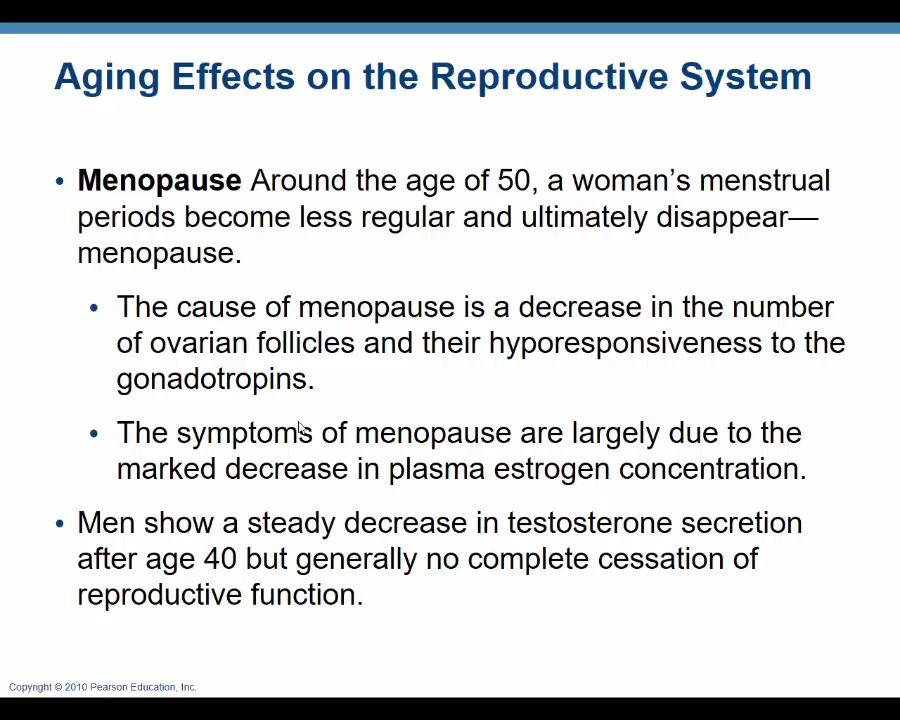 Aging Effects on the Reproductive System
• Menopause Around the age of 50, a woman’s menstrual
periods become less regular and ultimately disappear—
menopause.
• The cause of menopause is a decrease in the number
of ovarian follicles and their hyporesponsiveness to the
gonadotropins.
• The symptoms of menopause are largely due to the
marked decrease in plasma estrogen concentration.
• Men show a steady decrease in testosterone secretion
after age 40 but generally no complete cessation of
reproductive function.
Copyright © 2010 Pearson Education, Inc.